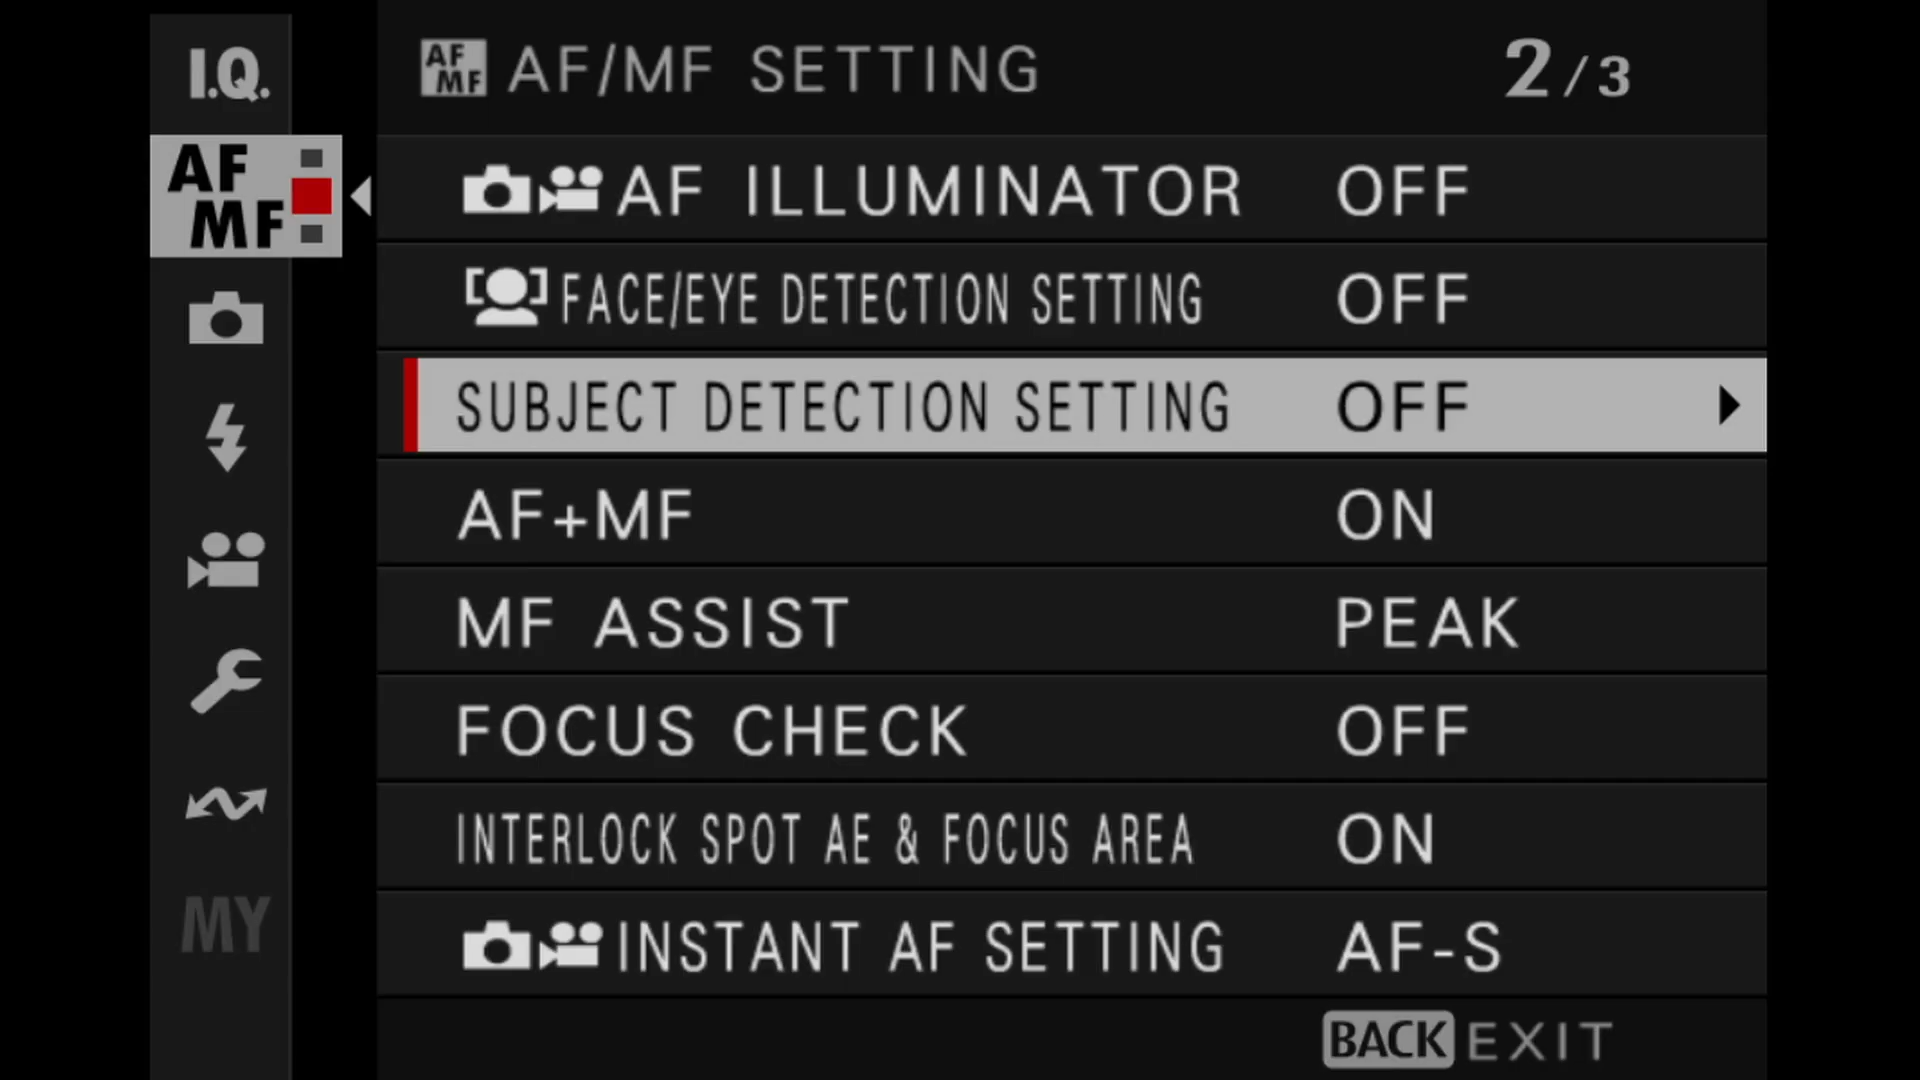 I.Q.
AF
MF
MY
AF
MF
AF/MF SETTING 2/3
AF ILLUMINATOR OFF
FACE/EYE DETECTION SETTING OFF
SUBJECT DETECTION SETTING OFF
AF+MF ON
MF ASSIST PEAK
FOCUS CHECK OFF
INTERLOCK SPOT AE & FOCUS AREA ON
INSTANT AF SETTING AF-S
BACK EXIT